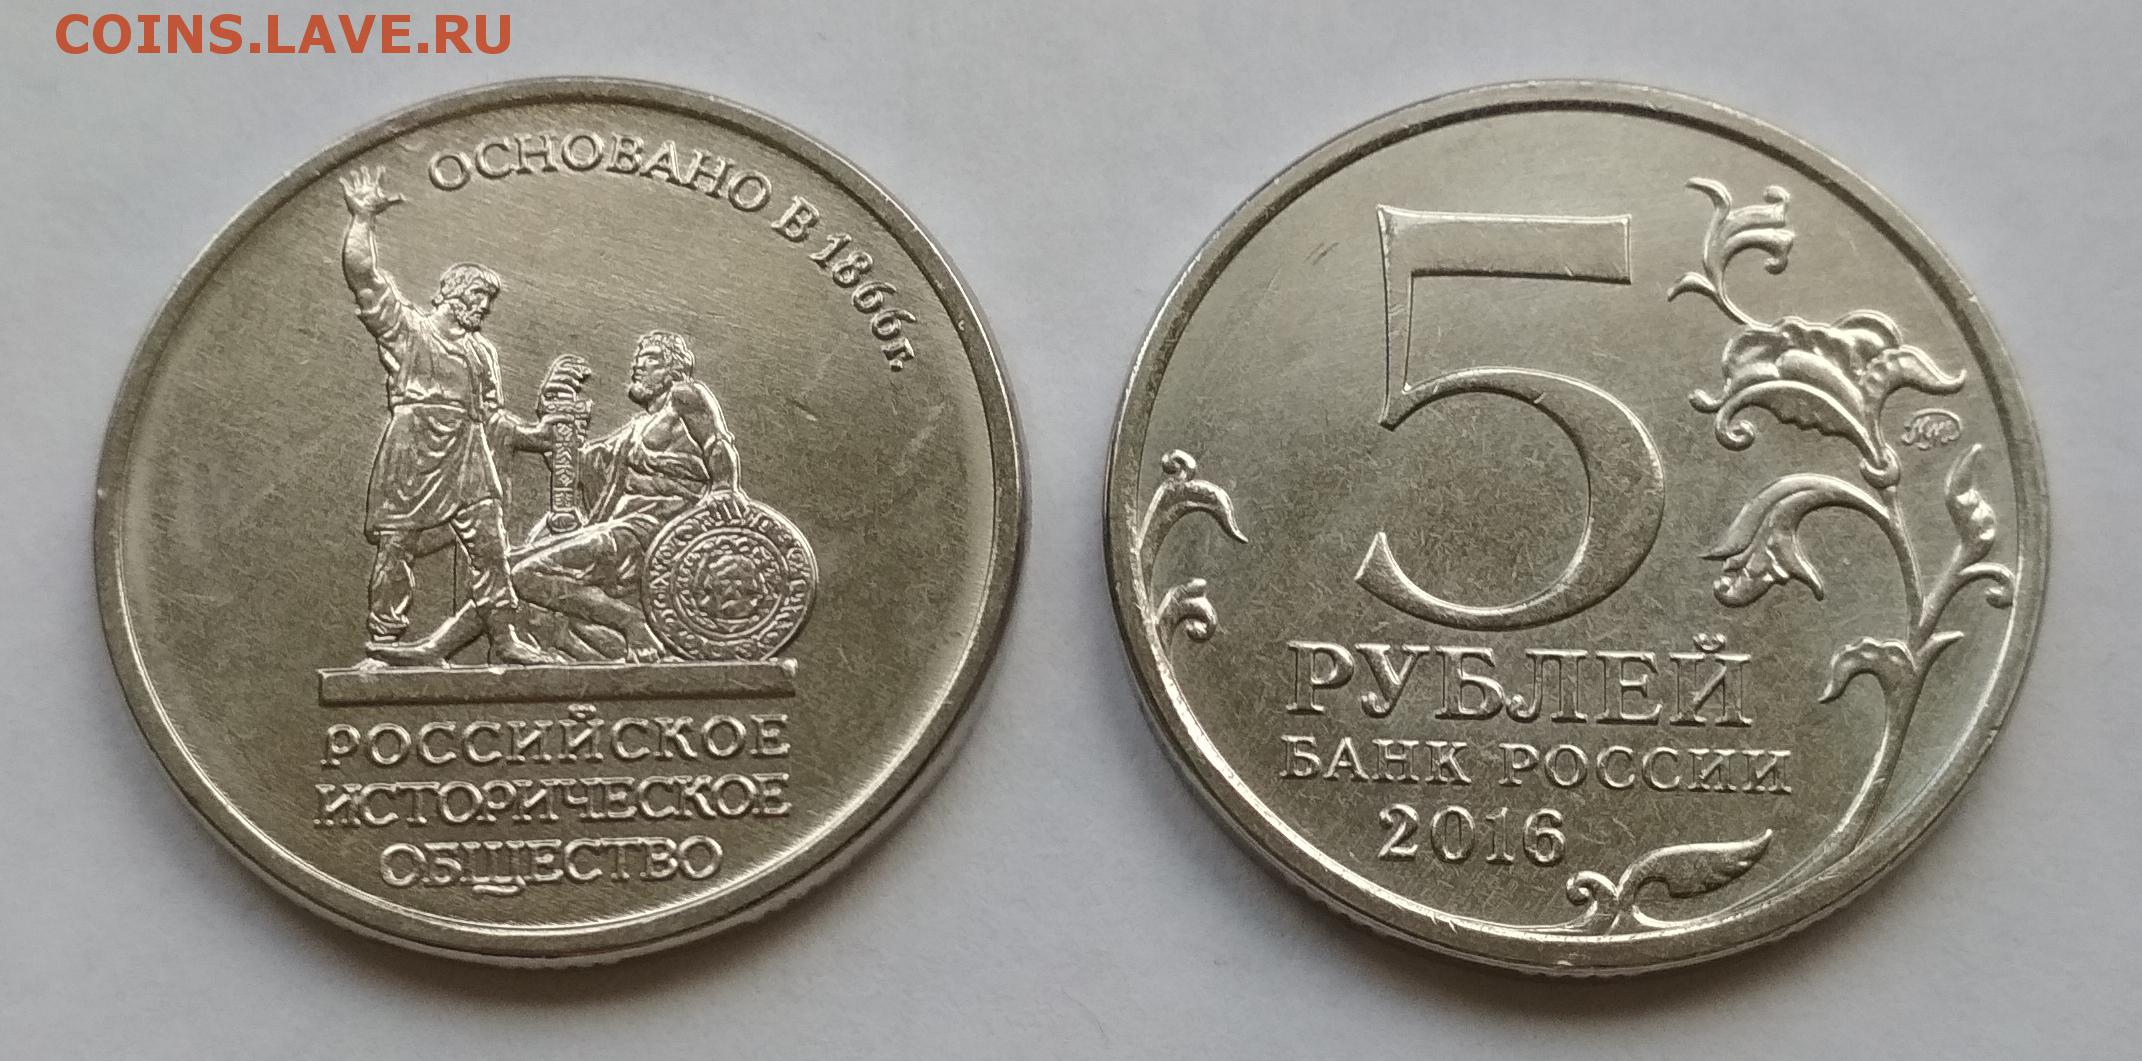 COINS.LAVE.RU
ОСНОВАНО В 1866г.
РОССИЙСКОЕ
ИСТОРИЧЕСКОЕ
ОБЩЕСТВО
5
РУБЛЕЙ
БАНК РОССИИ
2016